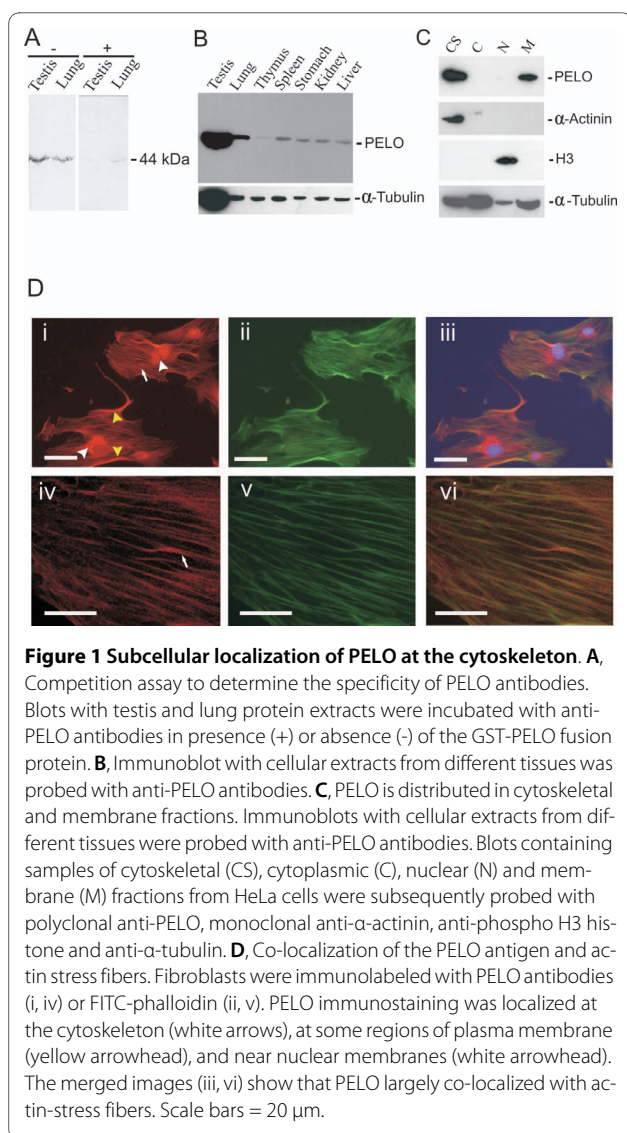 A
- +
Testis Lung Testis Lung
- 44 kDa
B
Testis Lung Thymus Spleen Stomach Kidney Liver
- PELO
-α-Tubulin
C
CS C N M
-PELO
-α-Actinin
-H3
-α-Tubulin
D
i ii iii
iv v vi
Figure 1 Subcellular localization of PELO at the cytoskeleton. A,
Competition assay to determine the specificity of PELO antibodies.
Blots with testis and lung protein extracts were incubated with anti-
PELO antibodies in presence (+) or absence (-) of the GST-PELO fusion
protein. B, Immunoblot with cellular extracts from different tissues was
probed with anti-PELO antibodies. C, PELO is distributed in cytoskeletal
and membrane fractions. Immunoblots with cellular extracts from dif-
ferent tissues were probed with anti-PELO antibodies. Blots containing
samples of cytoskeletal (CS), cytoplasmic (C), nuclear (N) and mem-
brane (M) fractions from HeLa cells were subsequently probed with
polyclonal anti-PELO, monoclonal anti-α-actinin, anti-phospho H3 his-
tone and anti-α-tubulin. D, Co-localization of the PELO antigen and ac-
tin stress fibers. Fibroblasts were immunolabeled with PELO antibodies
(i, iv) or FITC-phalloidin (ii, v). PELO immunostaining was localized at
the cytoskeleton (white arrows), at some regions of plasma membrane
(yellow arrowhead), and near nuclear membranes (white arrowhead).
The merged images (iii, vi) show that PELO largely co-localized with ac-
tin-stress fibers. Scale bars = 20 μm.